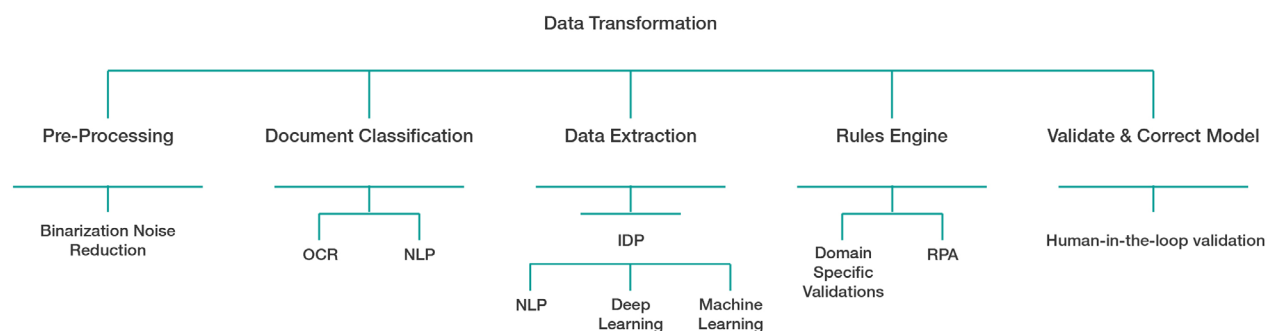 Data Transformation
Pre-Processing
Document Classification
Data Extraction
Rules Engine
Validate & Correct Model
Binarization Noise
Reduction
OCR
NLP
IDP
NLP
Deep
Learning
Machine
Learning
Domain
Specific
Validations
RPA
Human-in-the-loop validation